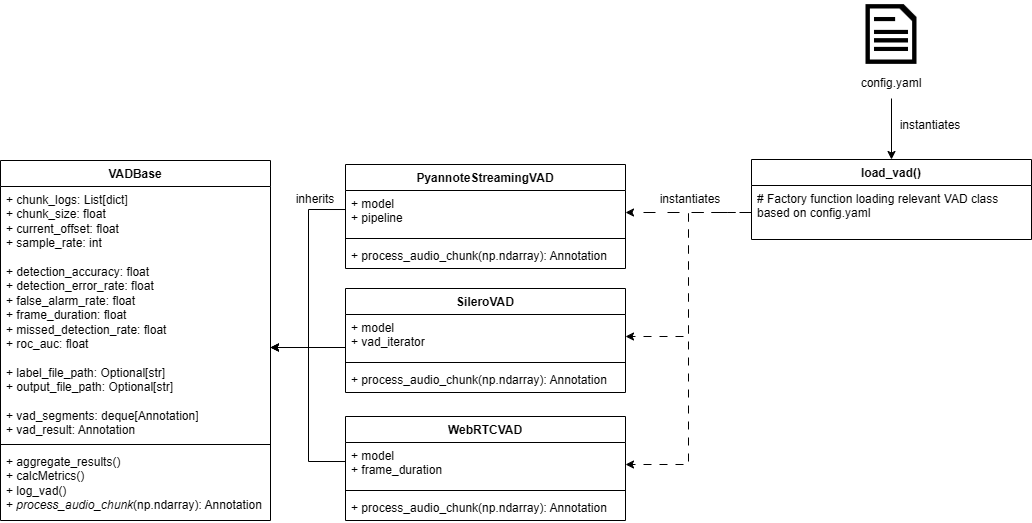 config.yaml
instantiates
load_vad()
# Factory function loading relevant VAD class
based on config.yaml
instantiates
PyannoteStreamingVAD
+ model
+ pipeline
+ process_audio_chunk(np.ndarray): Annotation
SileroVAD
+ model
+ vad_iterator
+ process_audio_chunk(np.ndarray): Annotation
WebRTCVAD
+ model
+ frame_duration
+ process_audio_chunk(np.ndarray): Annotation
inherits
VADBase
+ chunk_logs: List[dict]
+ chunk_size: float
+ current_offset: float
+ sample_rate: int
+ detection_accuracy: float
+ detection_error_rate: float
+ false_alarm_rate: float
+ frame_duration: float
+ missed_detection_rate: float
+ roc_auc: float
+ label_file_path: Optional[str]
+ output_file_path: Optional[str]
+ vad_segments: deque[Annotation]
+ vad_result: Annotation
+ aggregate_results()
+ calcMetrics()
+ log_vad()
+ process_audio_chunk(np.ndarray): Annotation